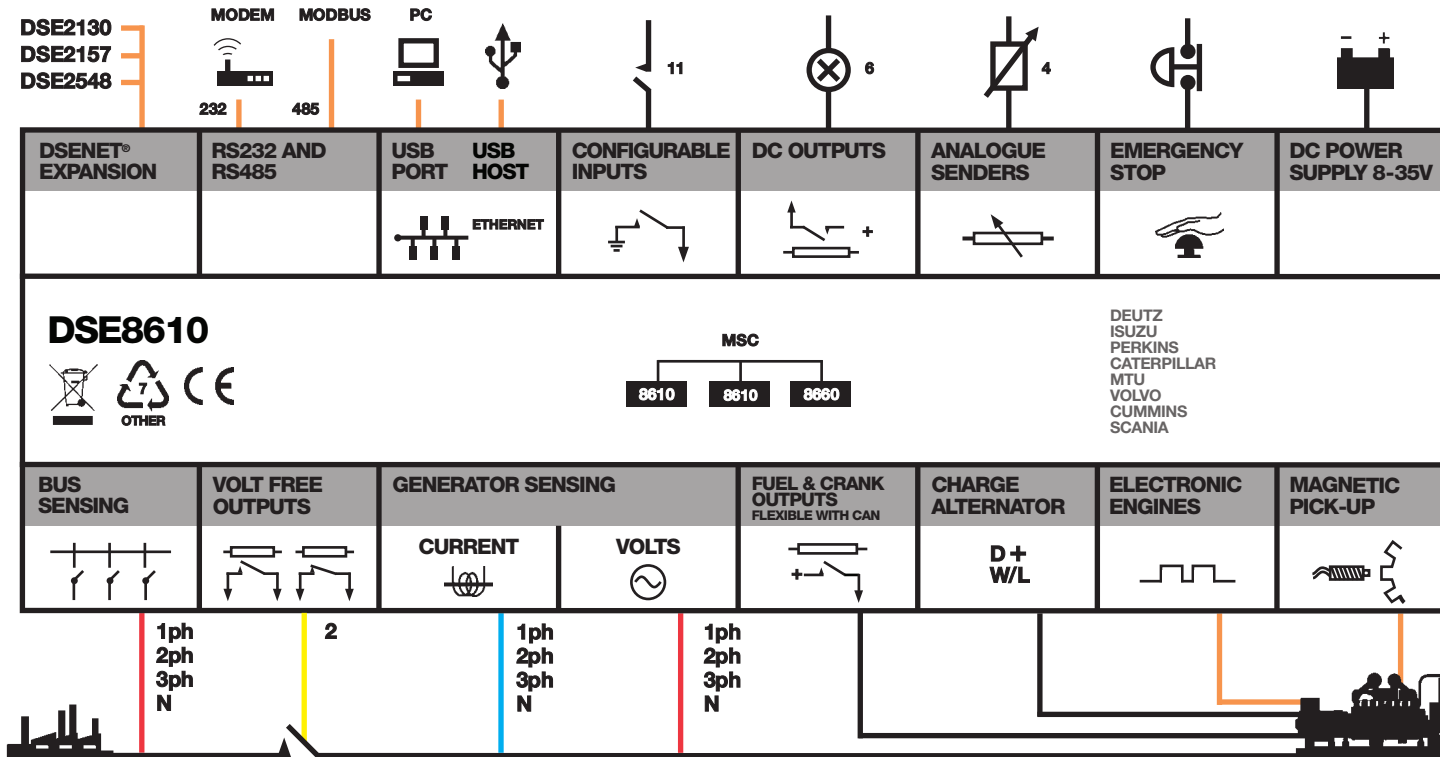 DSE2130
DSE2157
DSE2548
MODEM
MODBUS
PC
232
485
11
6
4
- +
DSENET®
EXPANSION
RS232 AND
RS485
USB
PORT
USB
HOST
CONFIGURABLE
INPUTS
DC OUTPUTS
ANALOGUE
SENDERS
EMERGENCY
STOP
DC POWER
SUPPLY 8-35V
ETHERNET
+
DSE8610
7
OTHER
CE
MSC
8610
8610
8660
DEUTZ
ISUZU
PERKINS
CATERPILLAR
MTU
VOLVO
CUMMINS
SCANIA
BUS
SENSING
VOLT FREE
OUTPUTS
GENERATOR SENSING
FUEL & CRANK
OUTPUTS
FLEXIBLE WITH CAN
CHARGE
ALTERNATOR
ELECTRONIC
ENGINES
MAGNETIC
PICK-UP
CURRENT
VOLTS
+
D+
W/L
1ph
2ph
3ph
N
2
1ph
2ph
3ph
N
1ph
2ph
3ph
N